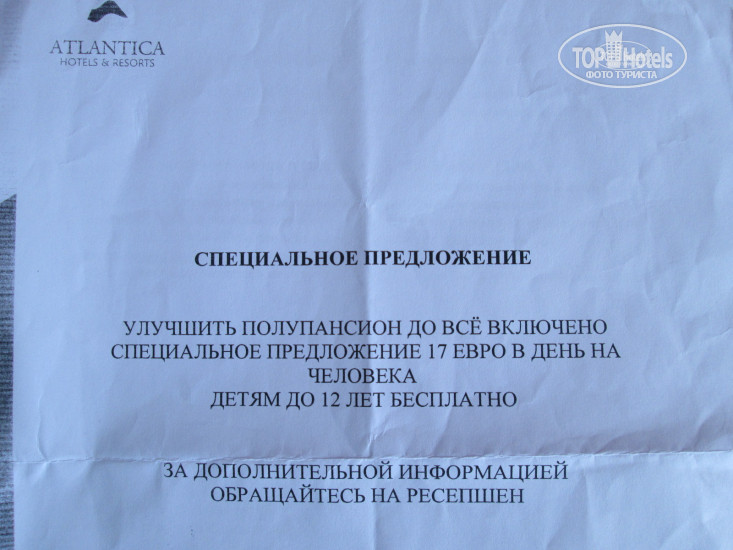 ATLANTICA
HOTELS & RESORTS
TOP Hotels
ФОТО ТУРИСТА
СПЕЦИАЛЬНОЕ ПРЕДЛОЖЕНИЕ
УЛУЧШИТЬ ПОЛУПАНСИОН ДО ВСЁ ВКЛЮЧЕНО
СПЕЦИАЛЬНОЕ ПРЕДЛОЖЕНИЕ 17 ЕВРО В ДЕНЬ НА
ЧЕЛОВЕКА
ДЕТЯМ ДО 12 ЛЕТ БЕСПЛАТНО
ЗА ДОПОЛНИТЕЛЬНОЙ ИНФОРМАЦИЕЙ
ОБРАЩАЙТЕСЬ НА РЕСЕПШЕН